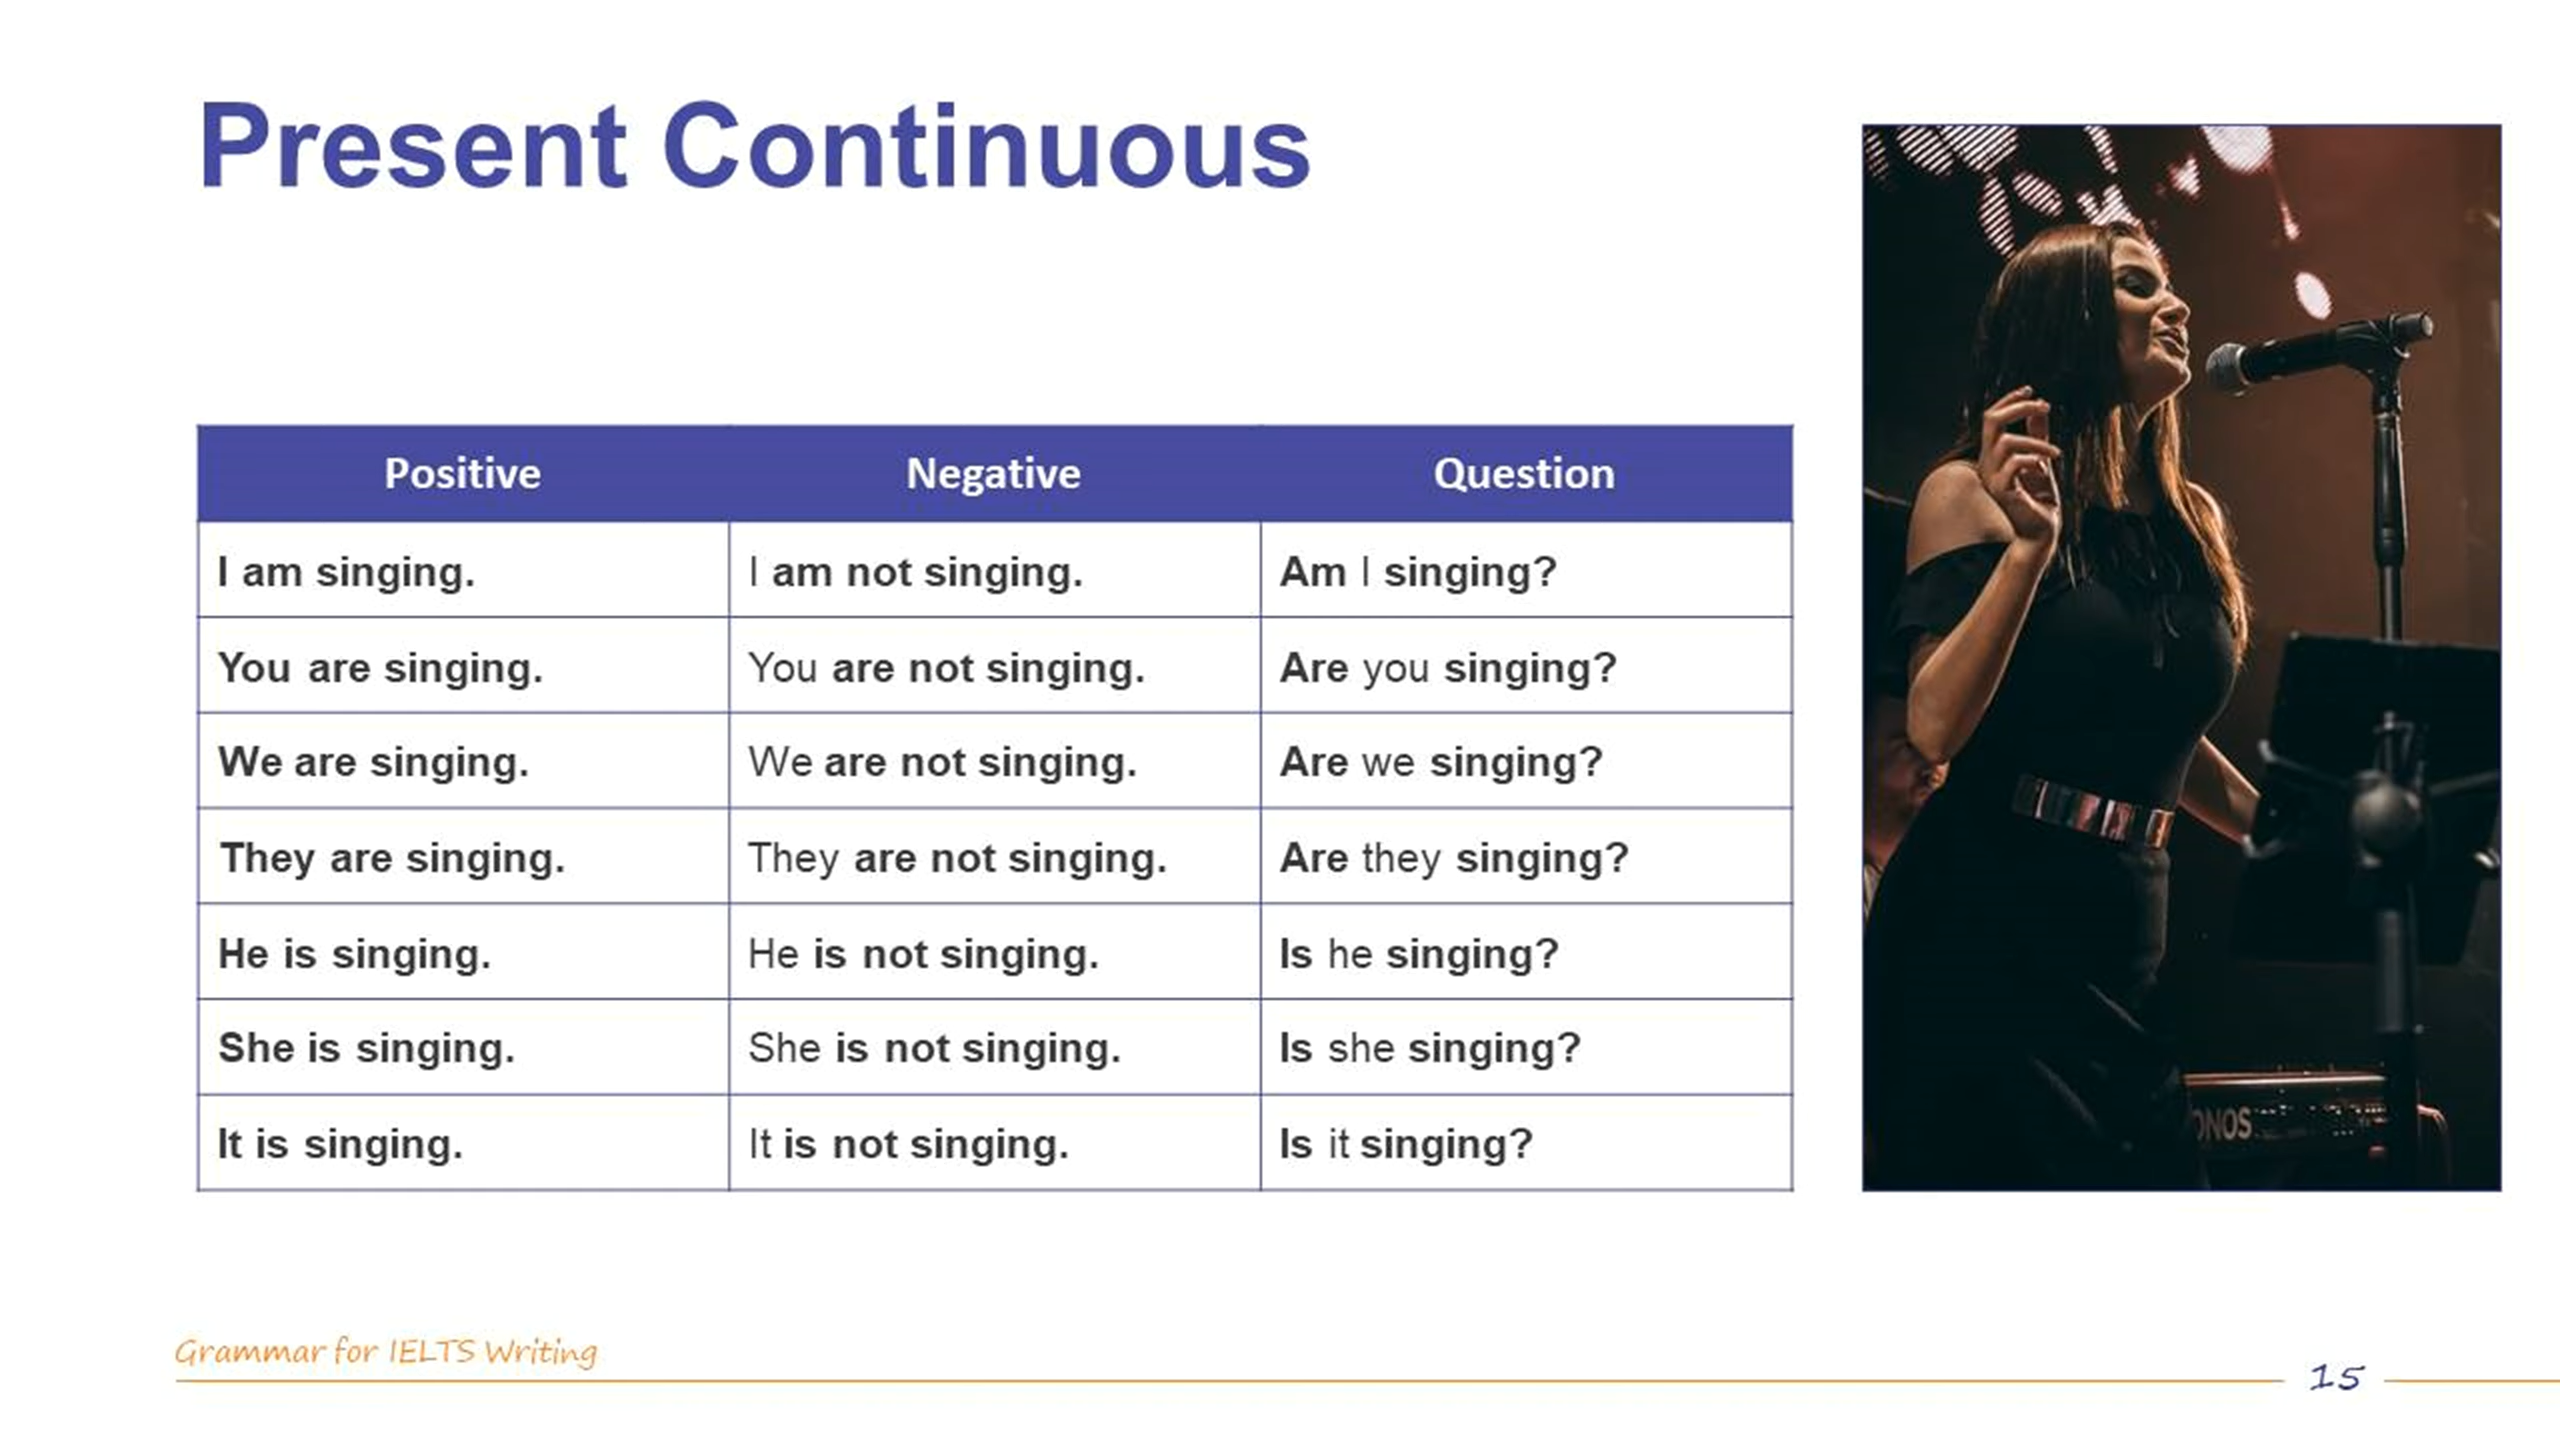 Present Continuous
Positive Negative Question
I am singing. I am not singing. Am I singing?
You are singing. You are not singing. Are you singing?
We are singing. We are not singing. Are we singing?
They are singing. They are not singing. Are they singing?
He is singing. He is not singing. Is he singing?
She is singing. She is not singing. Is she singing?
It is singing. It is not singing. Is it singing?
Grammar for IELTS Writing
15